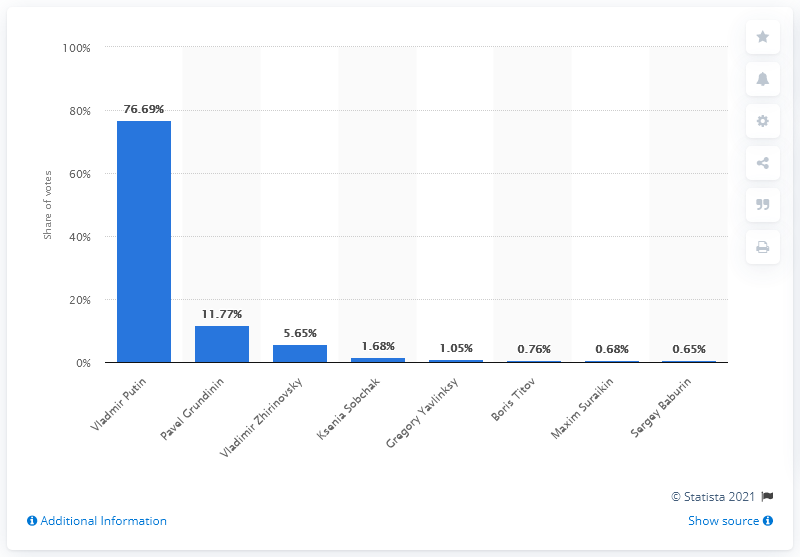 100%
80%
60%
40%
20%
0%
Share of votes
76.69%
11.77%
5.65%
1.68%
1.05%
0.76%
0.68%
0.65%
Vladmir Putin
Pavel Grundinin
Vladimir Zhirinovsky
Ksenia Sobchak
Gregory Yavlinksy
Boris Titov
Maxim Suraikin
Sergey Baburin
© Statista 2021
Additional Information
Show source